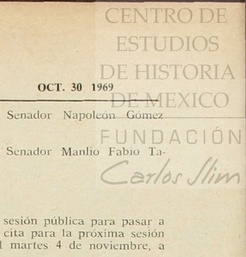 CENTRO DE
ESTUDIOS
DE HISTORIA
DE MEXICO
FUNDACIÓN
Carlos Slim
OCT. 30 1969
Senador Napoleón Gómez
Senador Manlio Fabio Ta-
sesión pública para pasar a
cita para la próxima sesión
l martes 4 de noviembre, a